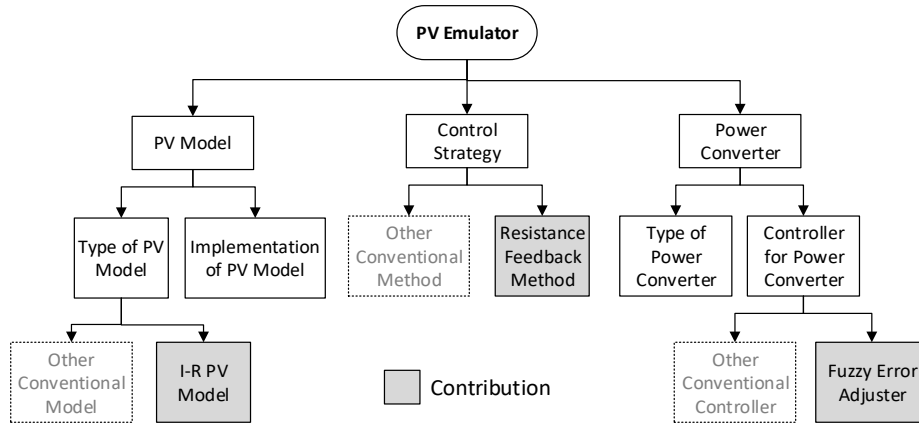 PV Emulator
PV Model
Control
Strategy
Power
Converter
Type of PV
Model
Implementation
of PV Model
Other
Conventional
Method
Resistance
Feedback
Method
Type of
Power
Converter
Controller
for Power
Converter
Other
Conventional
Model
I-R PV
Model
Contribution
Other
Conventional
Controller
Fuzzy Error
Adjuster